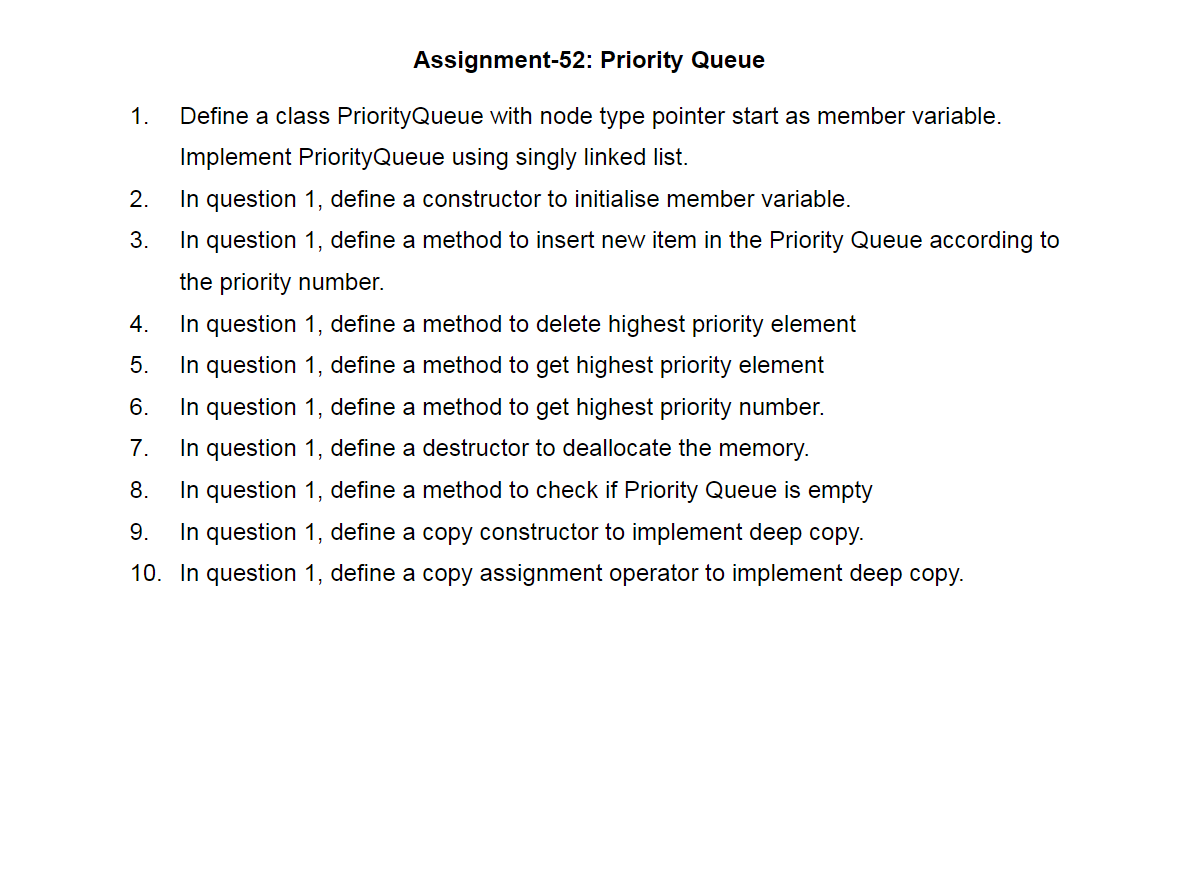 Assignment-52: Priority Queue
1. Define a class PriorityQueue with node type pointer start as member variable.
Implement PriorityQueue using singly linked list.
2. In question 1, define a constructor to initialise member variable.
3. In question 1, define a method to insert new item in the Priority Queue according to
the priority number.
4. In question 1, define a method to delete highest priority element
5. In question 1, define a method to get highest priority element
6. In question 1, define a method to get highest priority number.
7. In question 1, define a destructor to deallocate the memory.
8. In question 1, define a method to check if Priority Queue is empty
9. In question 1, define a copy constructor to implement deep copy.
10. In question 1, define a copy assignment operator to implement deep copy.